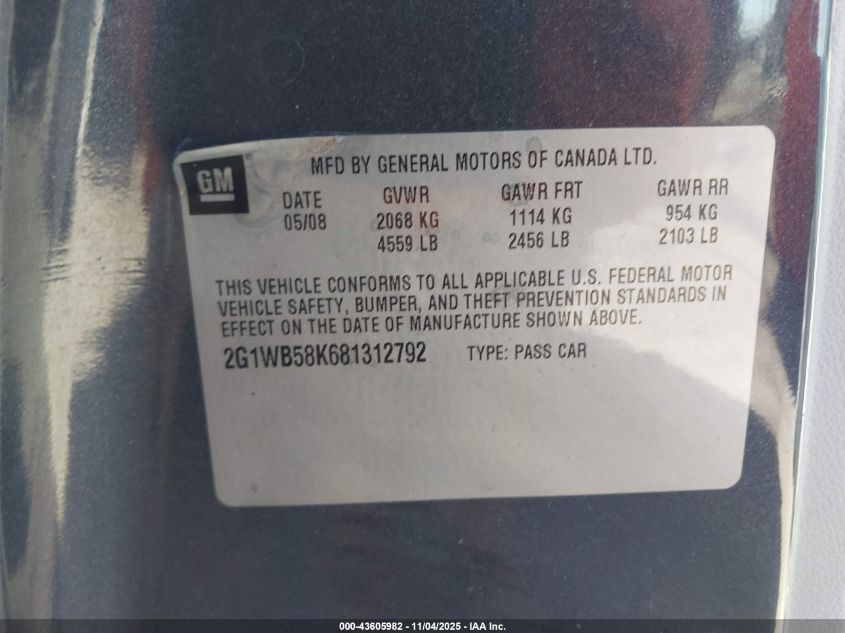 GM
MFD BY GENERAL MOTORS OF CANADA LTD.
DATE GVWR GAWR FRT GAWR RR
05/08 2068 KG 1114 KG 954 KG
4559 LB 2456 LB 2103 LB
THIS VEHICLE CONFORMS TO ALL APPLICABLE U.S. FEDERAL MOTOR
VEHICLE SAFETY, BUMPER, AND THEFT PREVENTION STANDARDS IN
EFFECT ON THE DATE OF MANUFACTURE SHOWN ABOVE.
2G1WB58K681312792 TYPE: PASS CAR
000-43605982 - 11/04/2025 - IAA Inc.